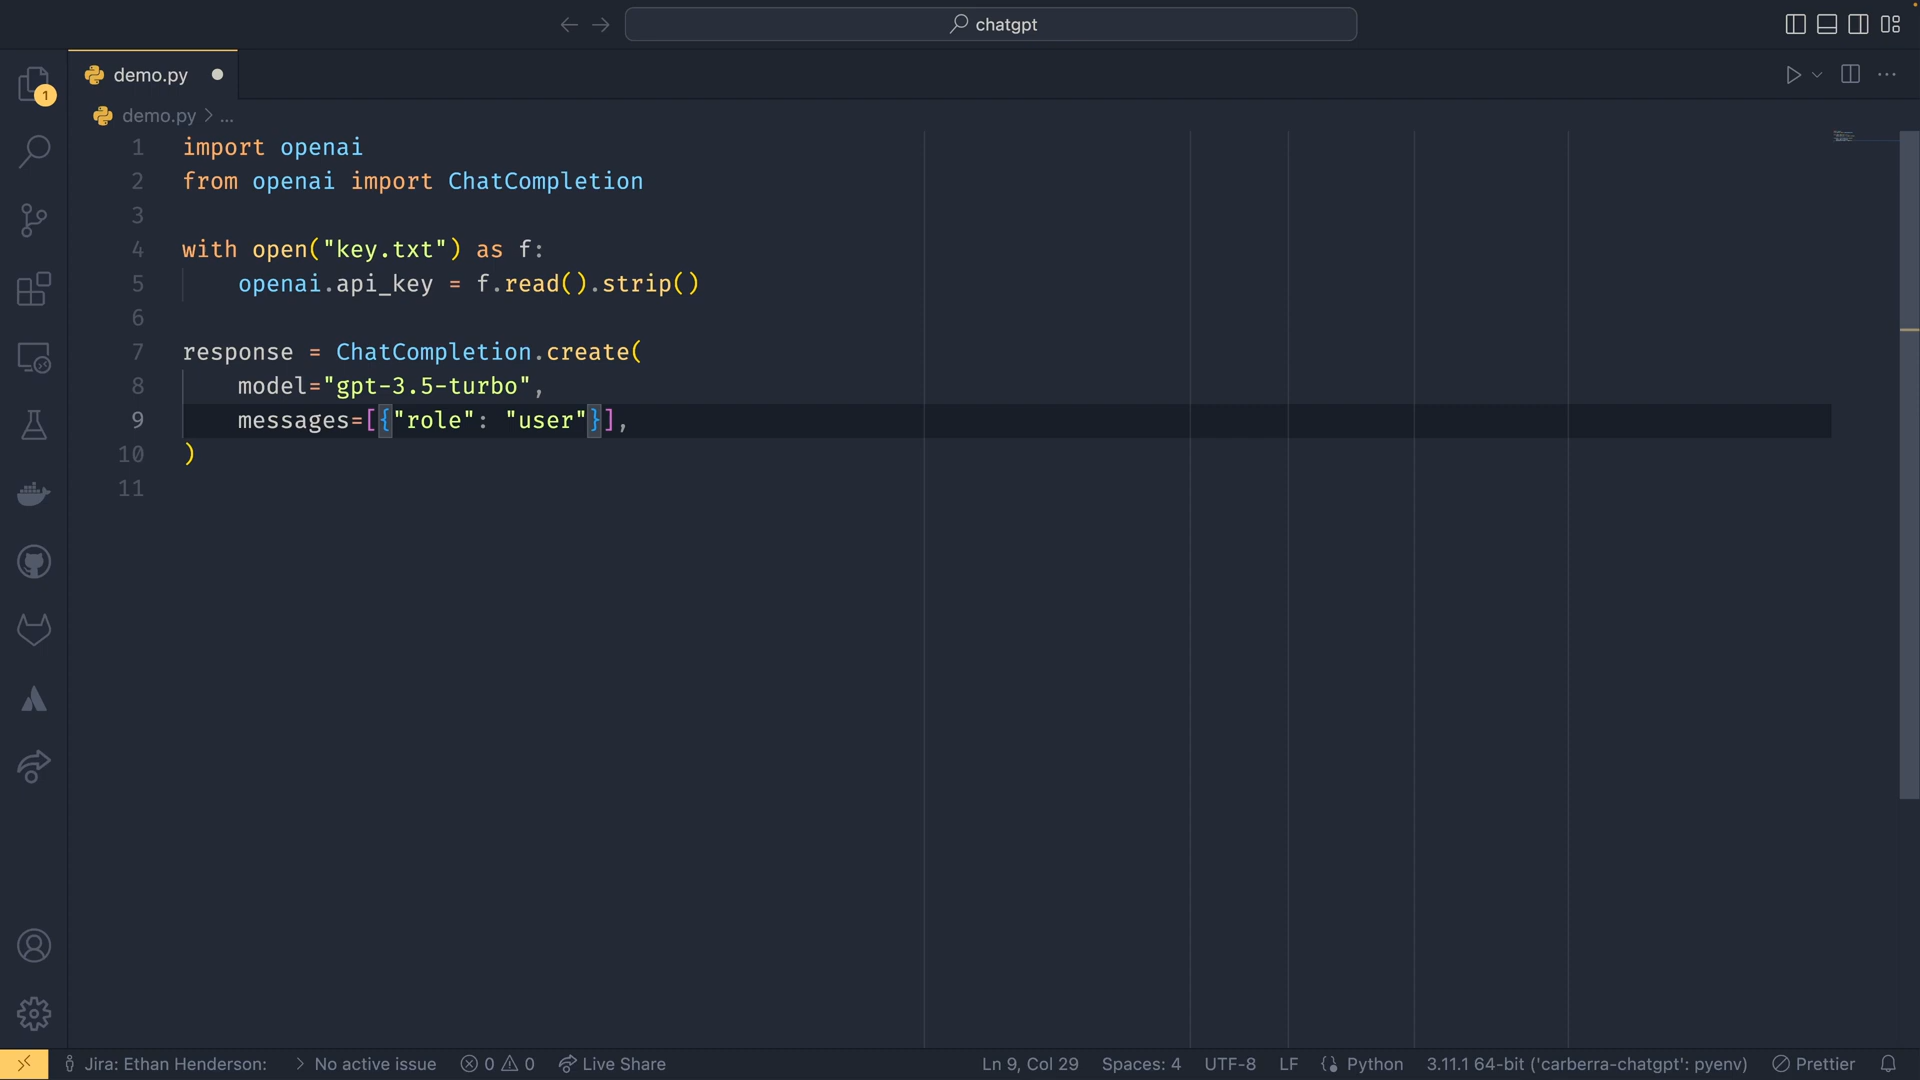 chatgpt
demo.py
1
demo.py > ...
1 import openai
2 from openai import ChatCompletion
3
4 with open("key.txt") as f:
5     openai.api_key = f.read().strip()
6
7 response = ChatCompletion.create(
8     model="gpt-3.5-turbo",
9     messages=[{"role": "user"}],
10 )
11
Jira: Ethan Henderson: > No active issue 0 0 Live Share Ln 9, Col 29 Spaces: 4 UTF-8 LF Python 3.11.1 64-bit ('carberra-chatgpt': pyenv) Prettier